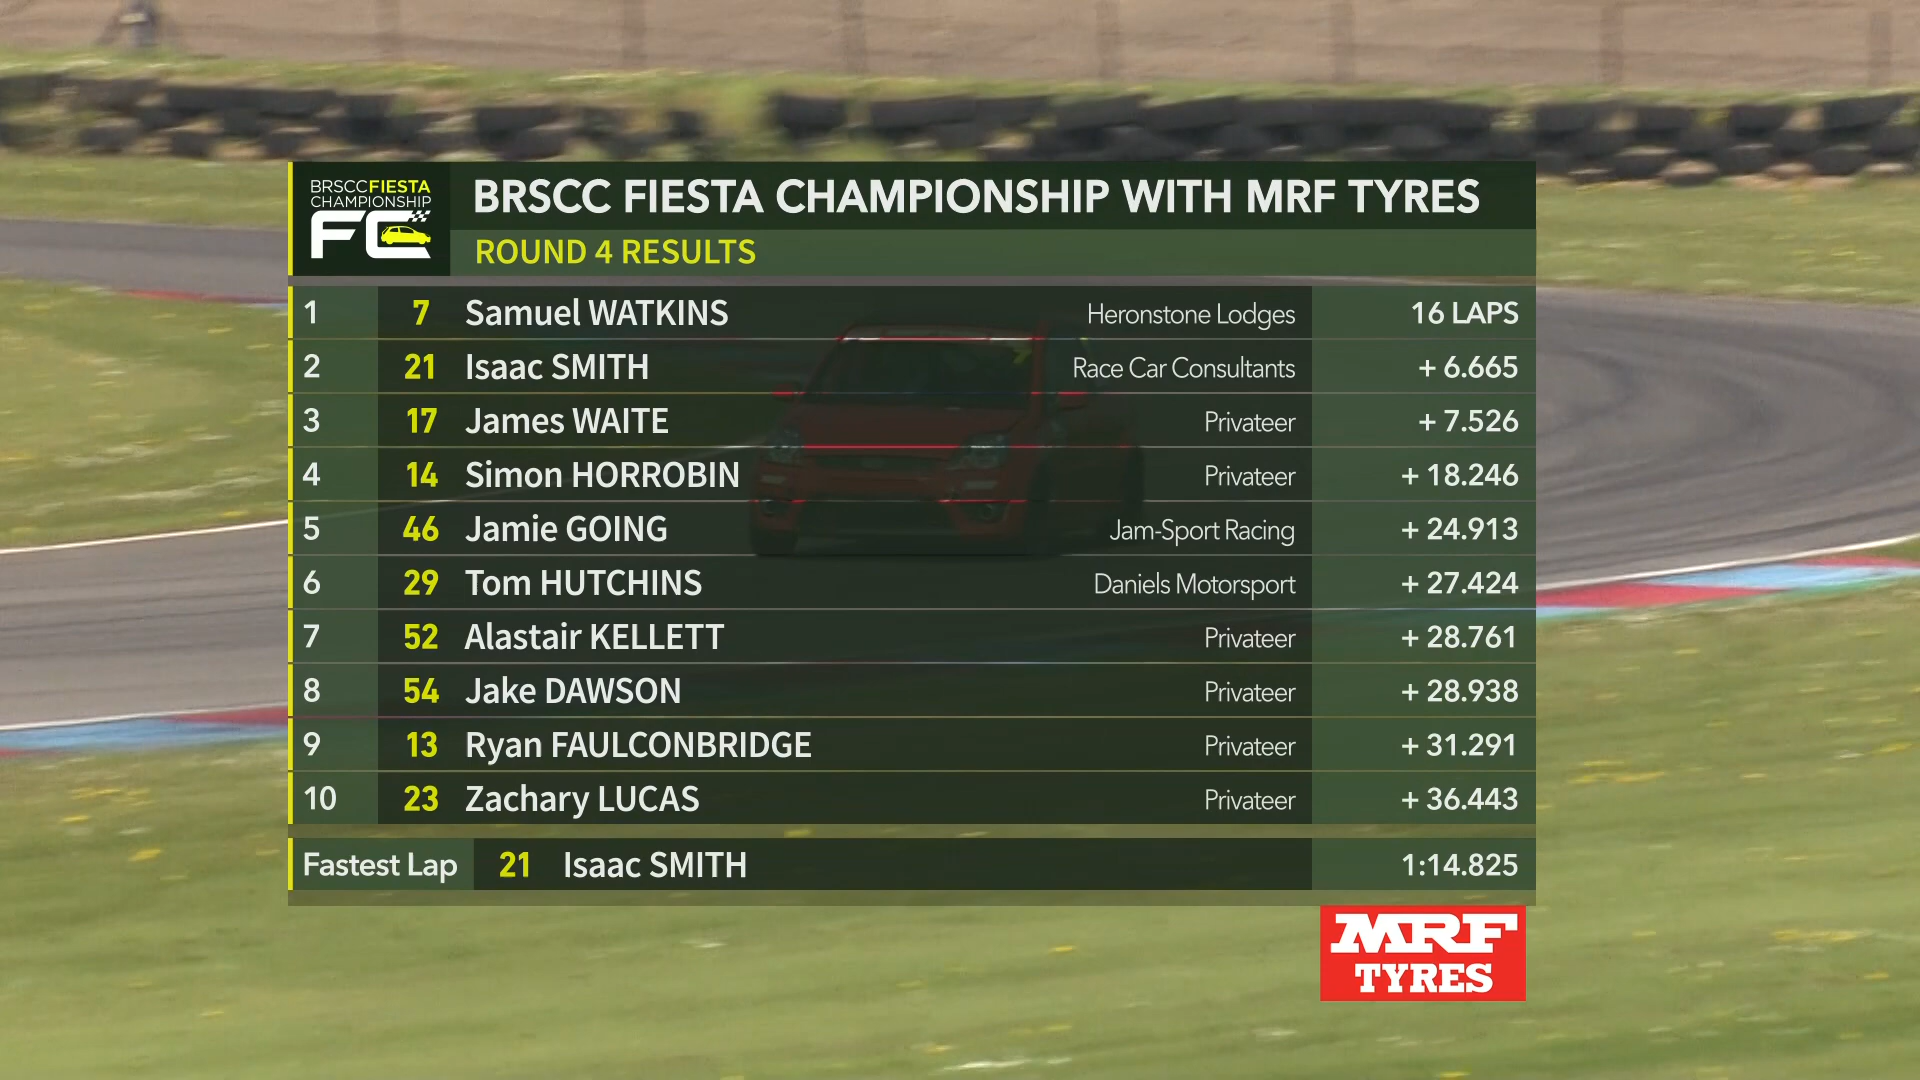 BRSCCFIESTA
CHAMPIONSHIP
FC
BRSCC FIESTA CHAMPIONSHIP WITH MRF TYRES
ROUND 4 RESULTS
1 7 Samuel WATKINS Heronstone Lodges 16 LAPS
2 21 Isaac SMITH Race Car Consultants + 6.665
3 17 James WAITE Privateer + 7.526
4 14 Simon HORROBIN Privateer + 18.246
5 46 Jamie GOING Jam-Sport Racing + 24.913
6 29 Tom HUTCHINS Daniels Motorsport + 27.424
7 52 Alastair KELLETT Privateer + 28.761
8 54 Jake DAWSON Privateer + 28.938
9 13 Ryan FAULCONBRIDGE Privateer + 31.291
10 23 Zachary LUCAS Privateer + 36.443
Fastest Lap 21 Isaac SMITH 1:14.825
MRF
TYRES